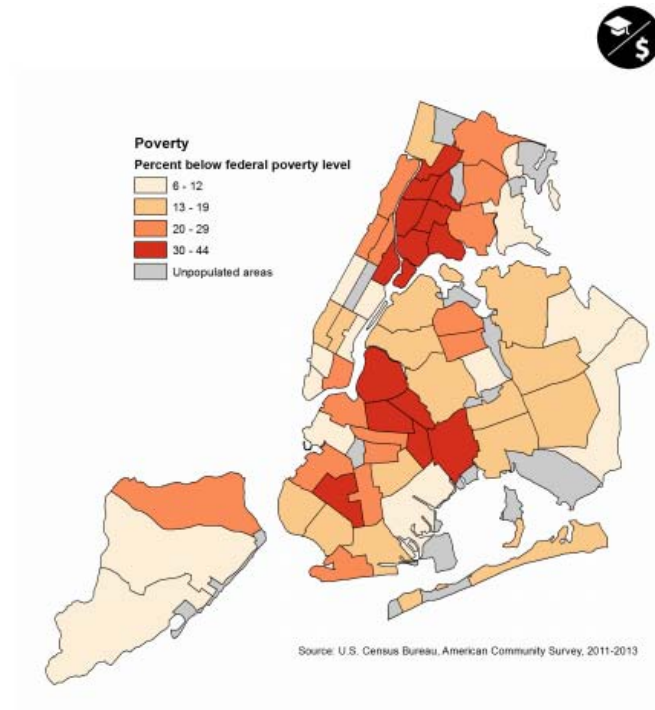 $
Poverty
Percent below federal poverty level
6 - 12
13 - 19
20 - 29
30 - 44
Unpopulated areas
Source: U.S. Census Bureau, American Community Survey, 2011-2013